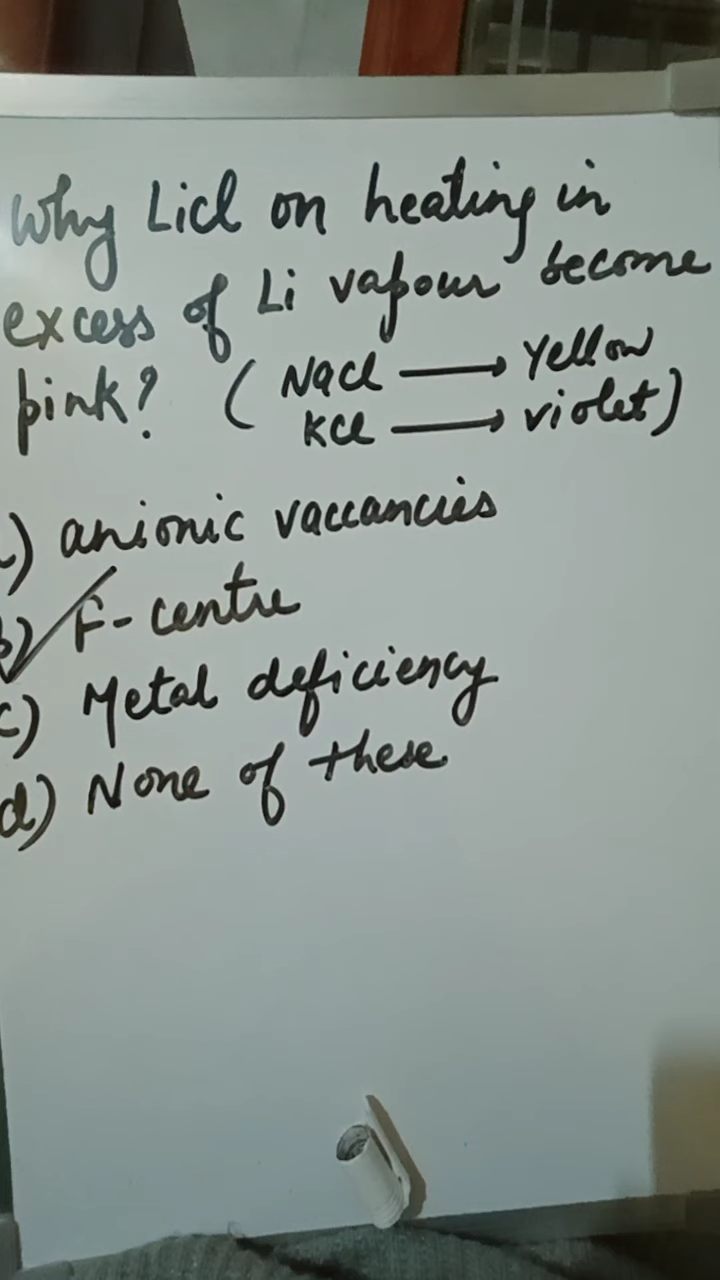 Why Licl on heating in
excess of Li vapour become
pink? ( Nacl → Yellow
kcl → violet)
) anionic vaccancies
b) F-centre
c) Metal deficiency
d) None of these